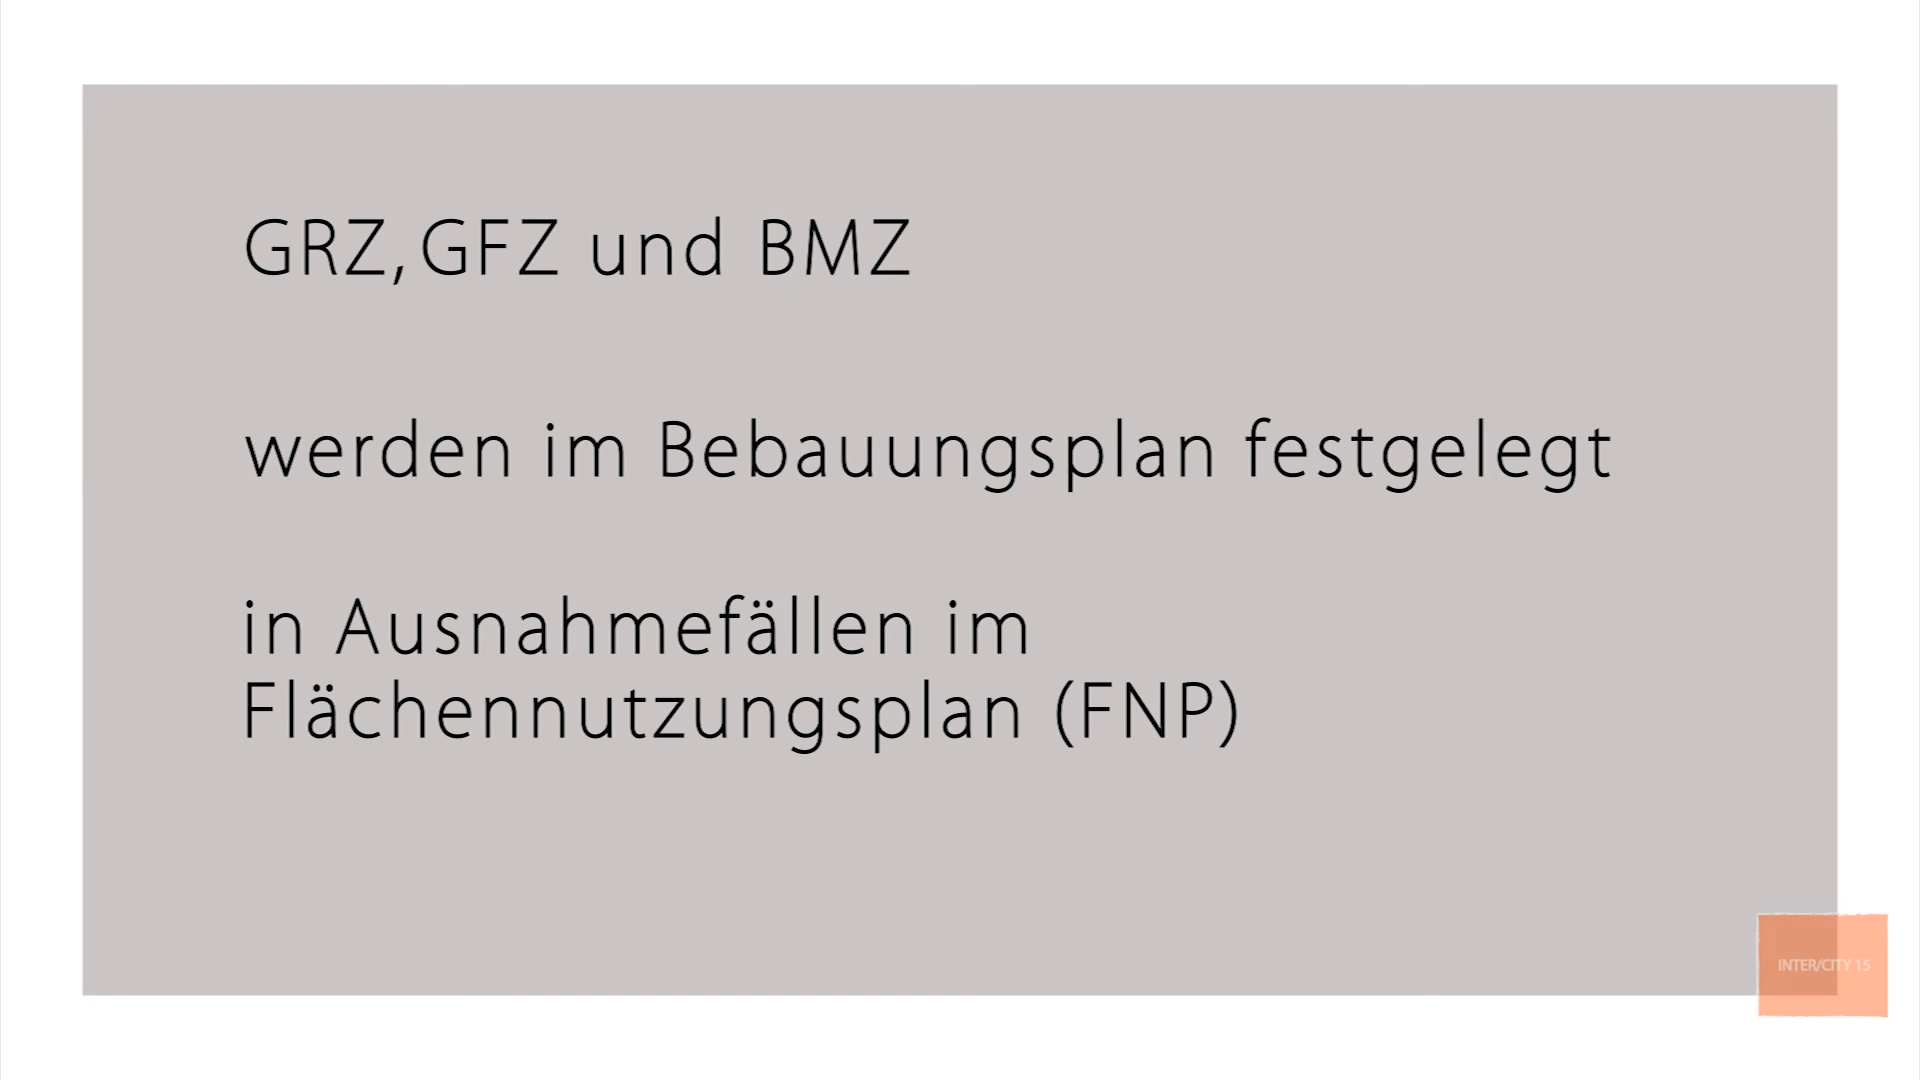 GRZ, GFZ und BMZ
werden im Bebauungsplan festgelegt
in Ausnahmefällen im
Flächennutzungsplan (FNP)
INTER/CITY 15